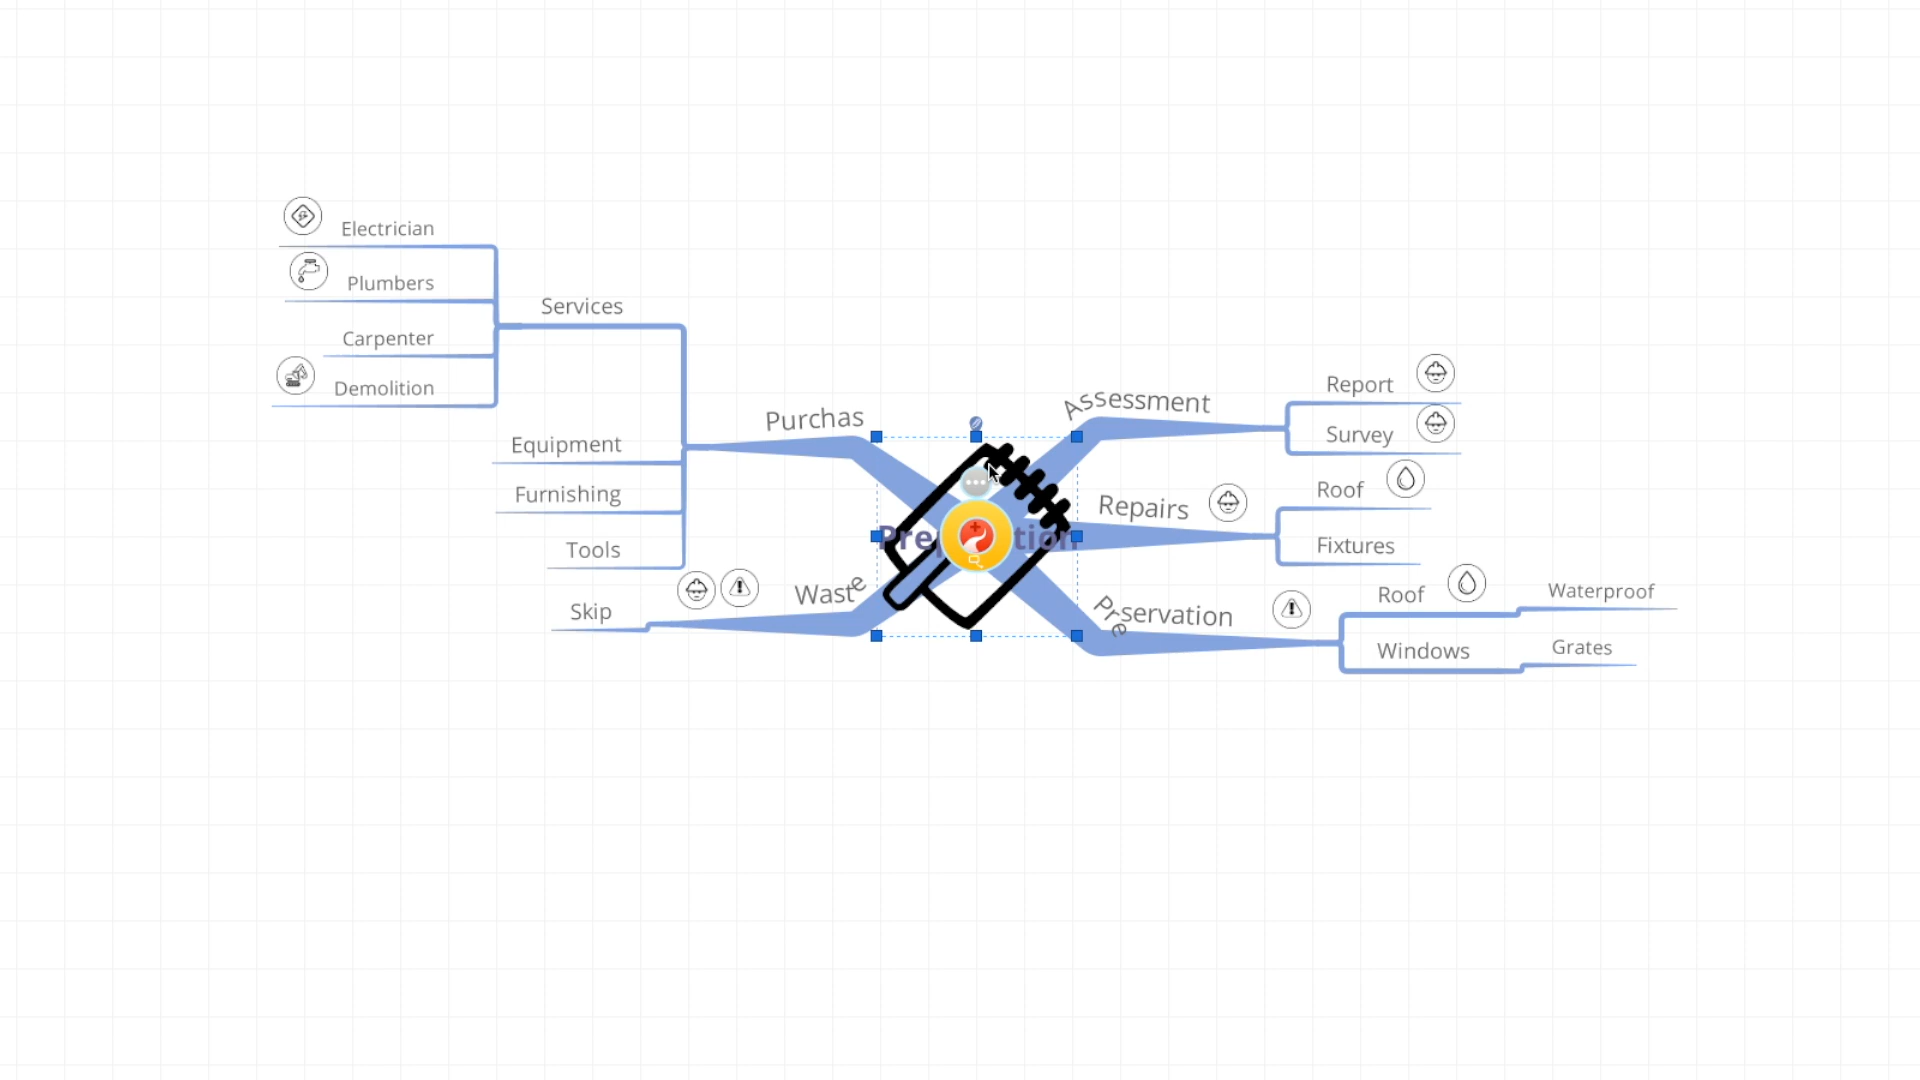 Electrician
Plumbers
Carpenter
Demolition
Services
Equipment
Furnishing
Tools
Purchas
Waste
Skip
Assessment
Report
Survey
Repairs
Roof
Fixtures
Preservation
Roof
Waterproof
Windows
Grates